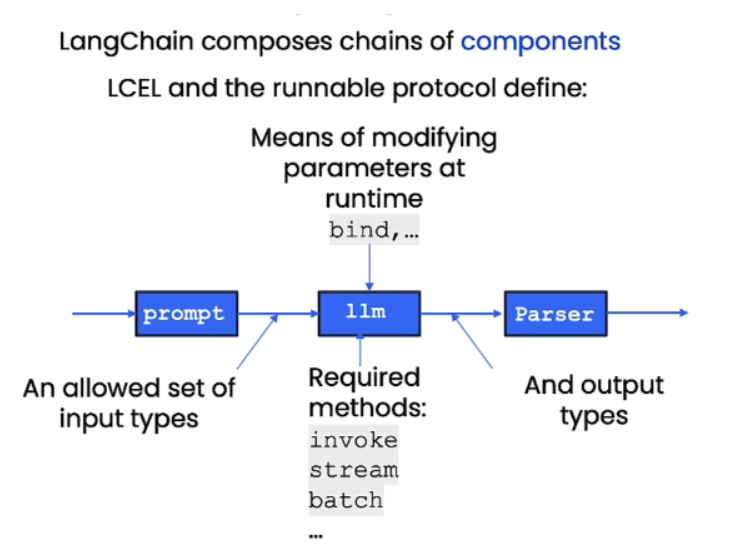 LangChain composes chains of components
LCEL and the runnable protocol define:
Means of modifying
parameters at
runtime
bind,…
prompt
llm
Parser
An allowed set of
input types
Required
methods:
invoke
stream
batch
…
And output
types